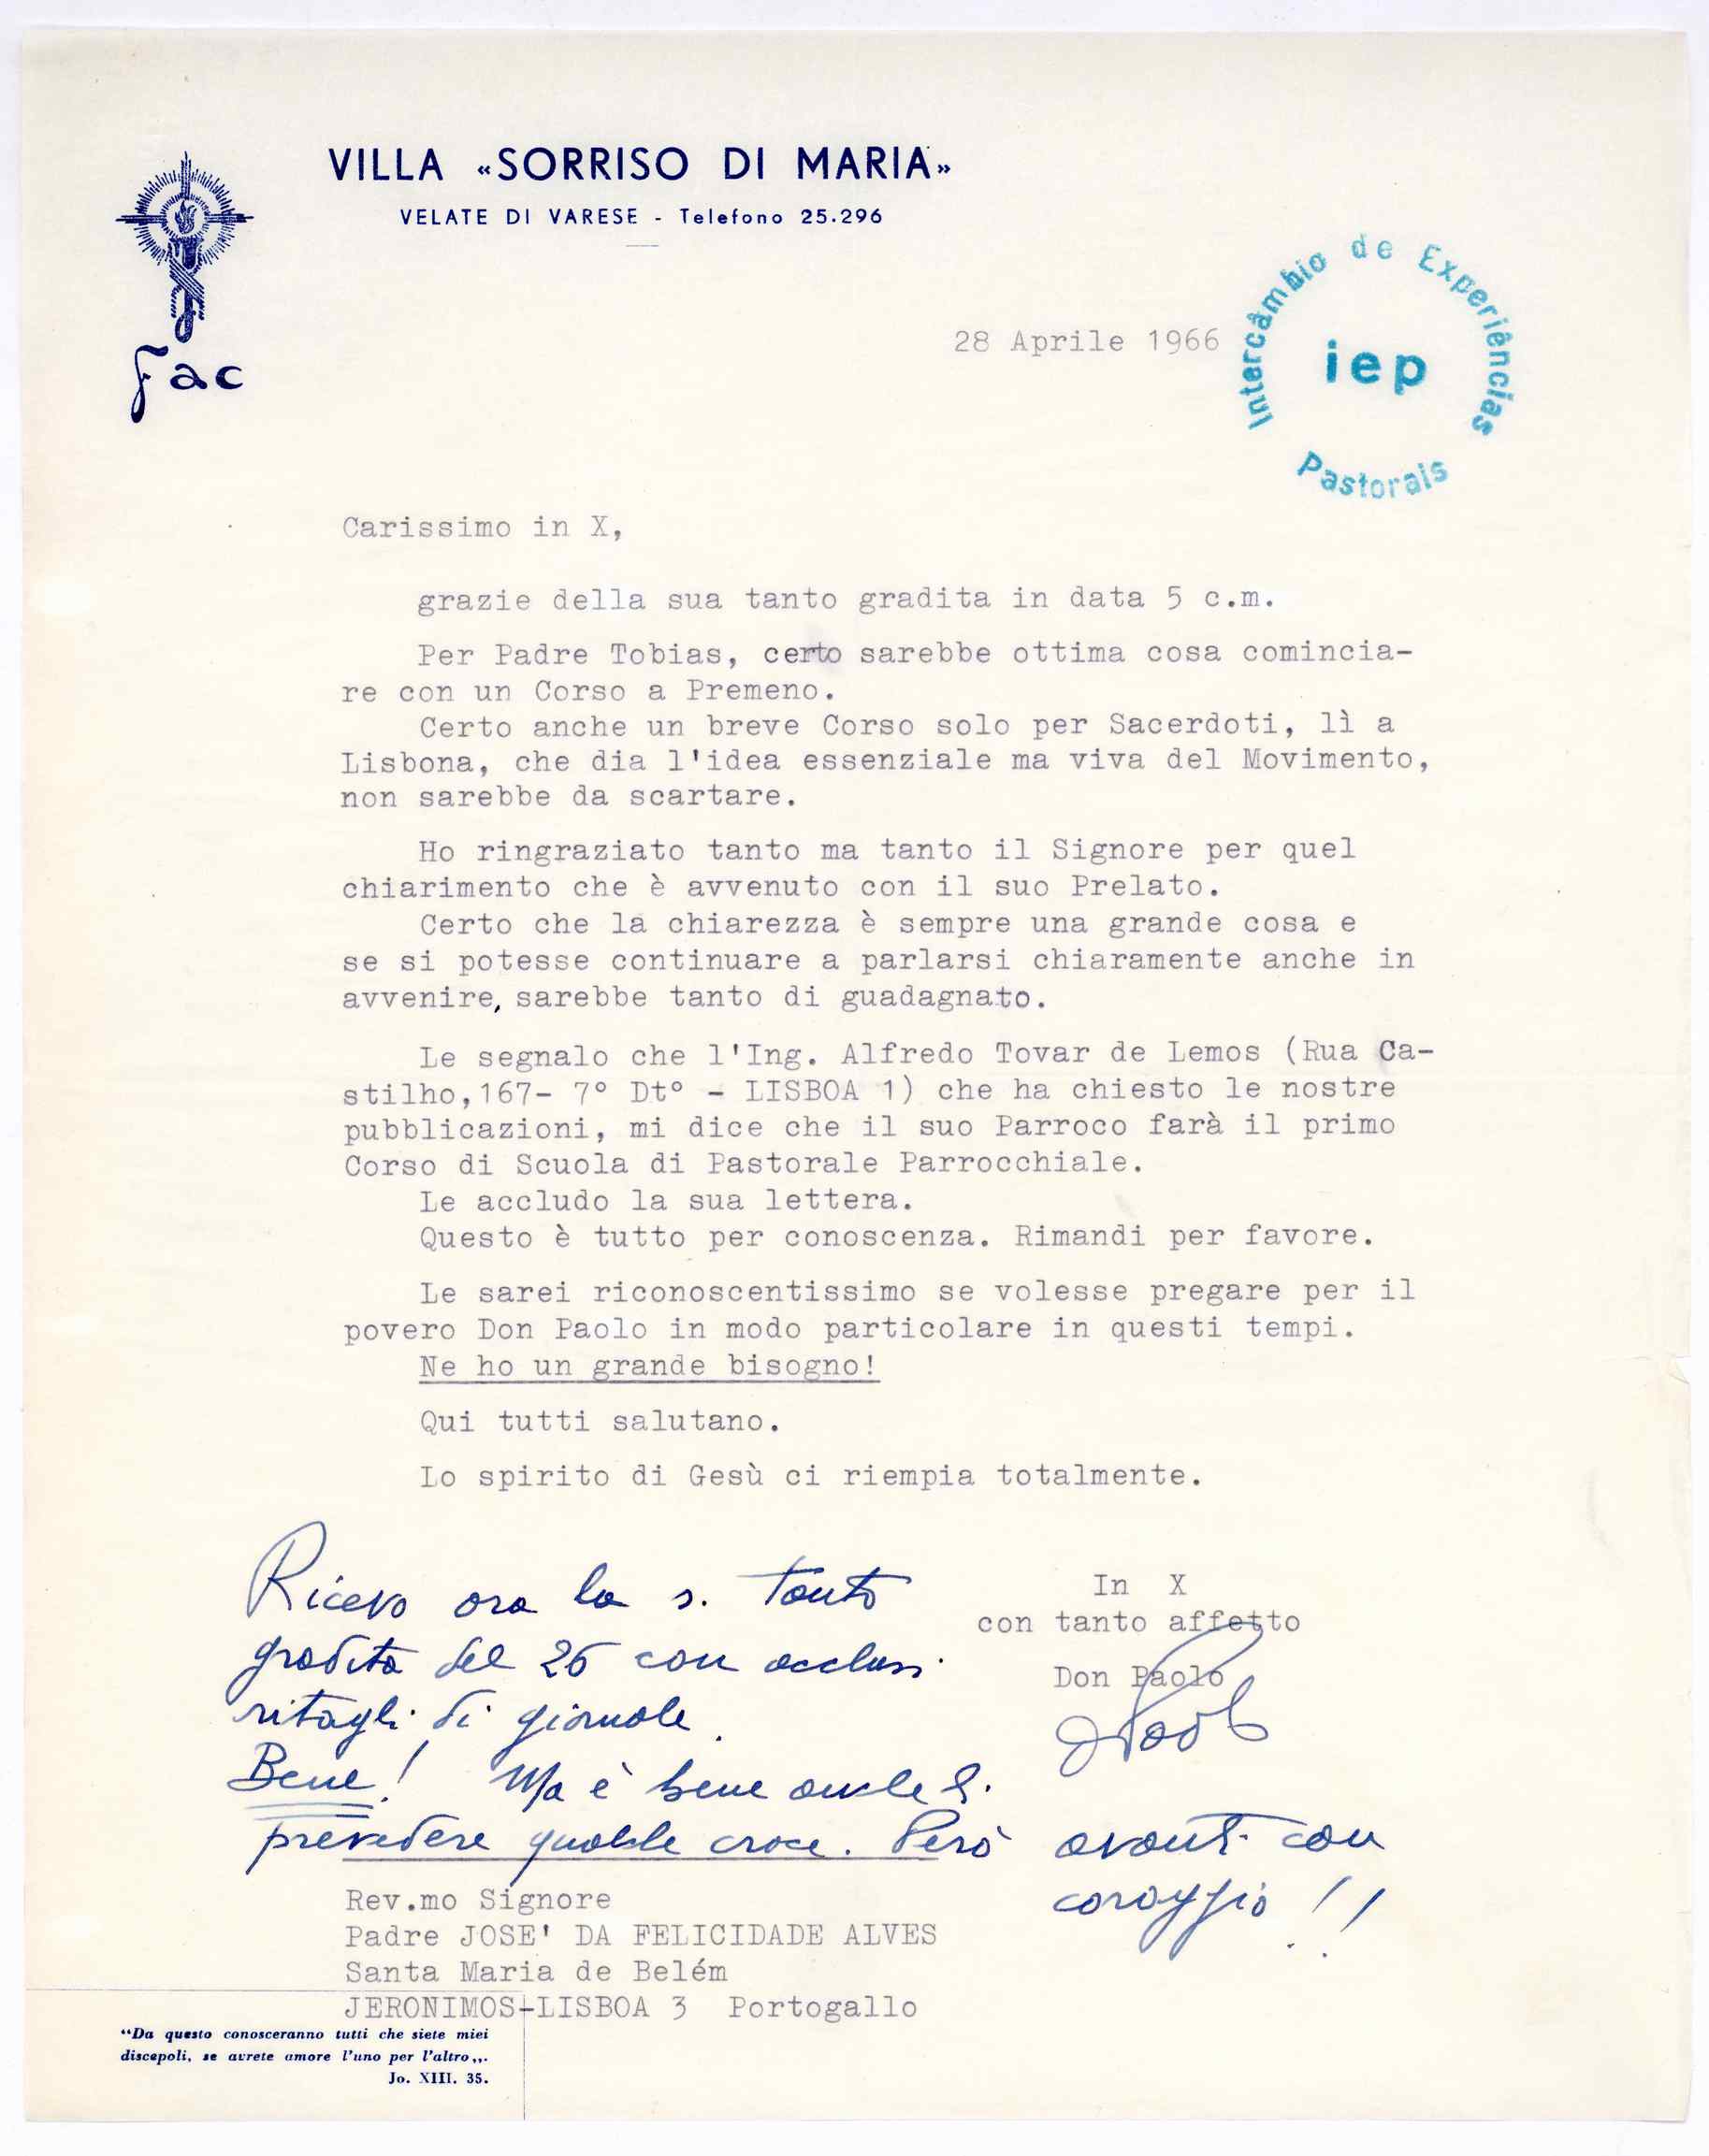 VILLA «SORRISO DI MARIA»
VELATE DI VARESE - Telefono 25.296
Fac
28 Aprile 1966
Intercâmbio de Experiências
iep
Pastorais
Carissimo in X,
grazie della sua tanto gradita in data 5 c.m.
Per Padre Tobias, certo sarebbe ottima cosa comincia-
re con un Corso a Premeno.
Certo anche un breve Corso solo per Sacerdoti, lì a
Lisbona, che dia l'idea essenziale ma viva del Movimento,
non sarebbe da scartare.
Ho ringraziato tanto ma tanto il Signore per quel
chiarimento che è avvenuto con il suo Prelato.
Certo che la chiarezza è sempre una grande cosa e
se si potesse continuare a parlarsi chiaramente anche in
avvenire, sarebbe tanto di guadagnato.
Le segnalo che l'Ing. Alfredo Tovar de Lemos (Rua Ca-
stilho,167- 7° Dt° - LISBOA 1) che ha chiesto le nostre
pubblicazioni, mi dice che il suo Parroco farà il primo
Corso di Scuola di Pastorale Parrocchiale.
Le accludo la sua lettera.
Questo è tutto per conoscenza. Rimandi per favore.
Le sarei riconoscentissimo se volesse pregare per il
povero Don Paolo in modo particolare in questi tempi.
Ne ho un grande bisogno!
Qui tutti salutano.
Lo spirito di Gesù ci riempia totalmente.
In X
con tanto affetto
Don Paolo
dPaolo
Ricevo ora la s. tanto
gradita del 26 con acclusi
ritagli di giornale.
Bene! Ma è bene anche
prevedere qualche croce. Però avanti con
coraggio!!
Rev.mo Signore
Padre JOSE' DA FELICIDADE ALVES
Santa Maria de Belém
JERONIMOS-LISBOA 3 Portogallo
“Da questo conosceranno tutti che siete miei
discepoli, se avrete amore l'uno per l'altro„.
Jo. XIII. 35.